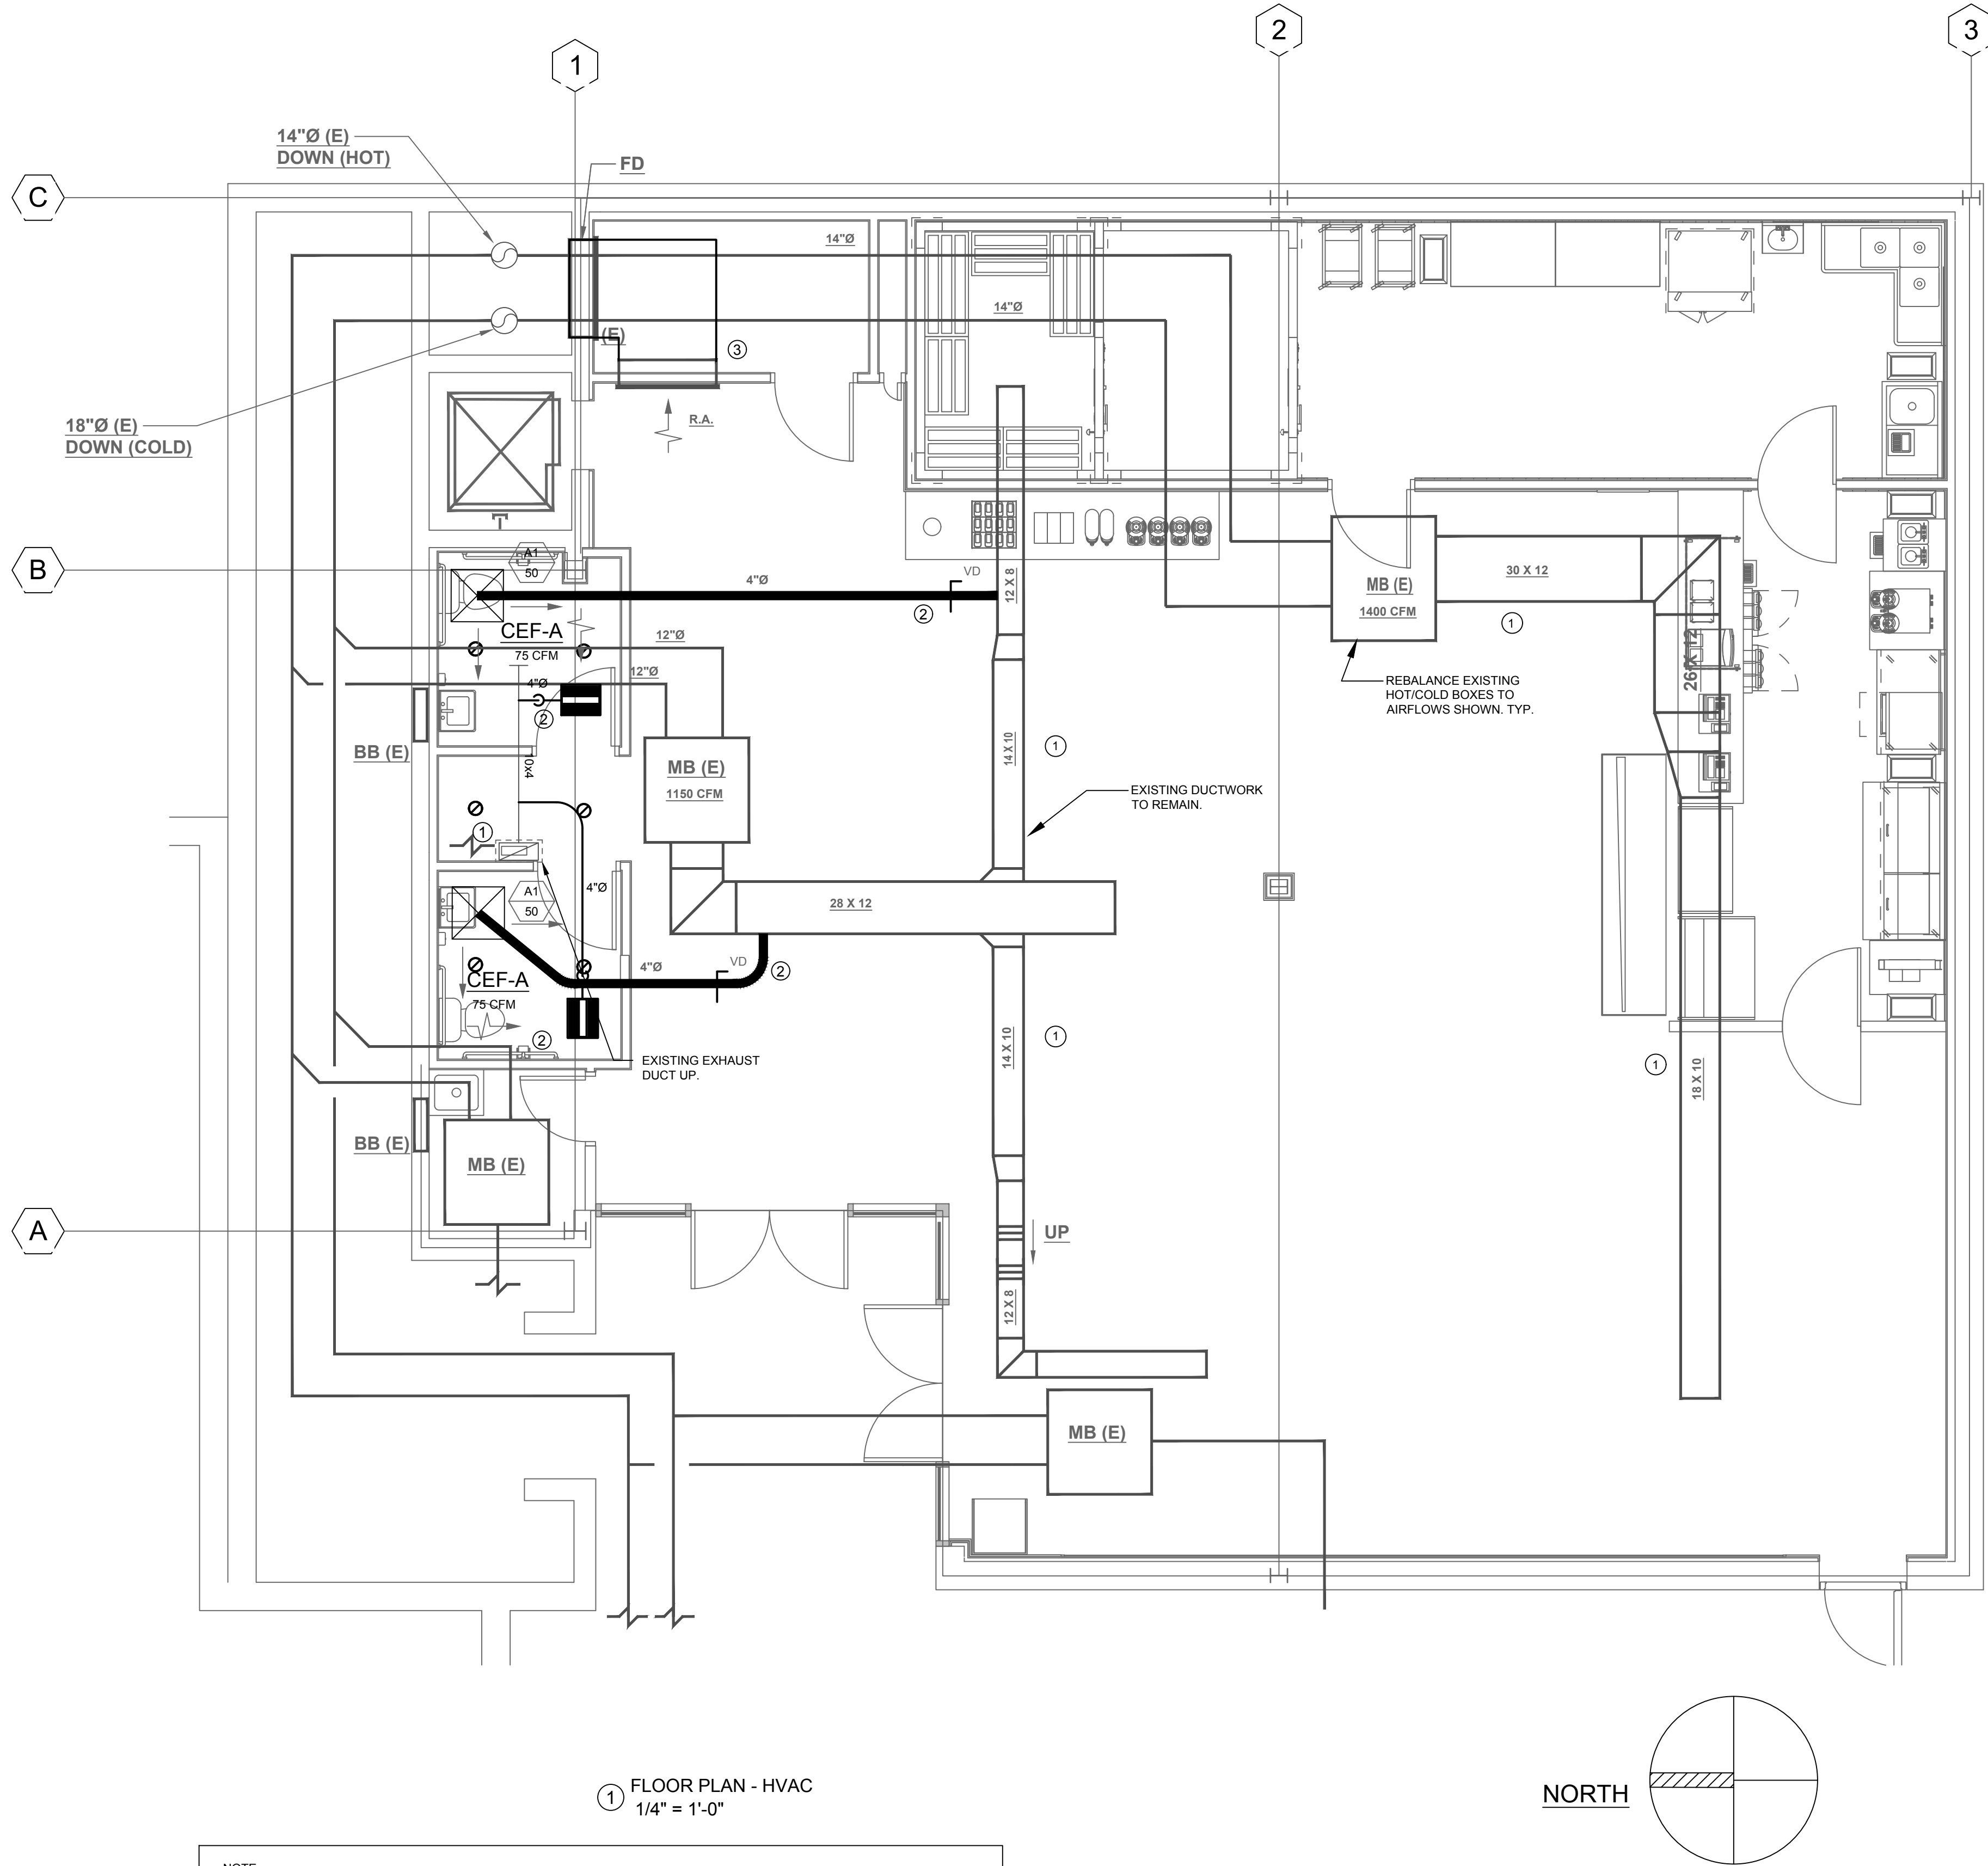 1
2
3
14"Ø (E)
DOWN (HOT)
FD
C
14"Ø
14"Ø
(E)
3
R.A.
18"Ø (E)
DOWN (COLD)
B
A1
50
4"Ø
VD
2
12 X 8
MB (E)
1400 CFM
30 X 12
1
CEF-A
75 CFM
12"Ø
12"Ø
4"Ø
2
26 X 12
REBALANCE EXISTING
HOT/COLD BOXES TO
AIRFLOWS SHOWN. TYP.
BB (E)
10x4
MB (E)
1150 CFM
14 X 10
1
EXISTING DUCTWORK
TO REMAIN.
1
A1
50
4"Ø
28 X 12
CEF-A
75 CFM
4"Ø
VD
2
2
14 X 10
1
EXISTING EXHAUST
DUCT UP.
1
18 X 10
BB (E)
MB (E)
A
UP
12 X 8
MB (E)
1 FLOOR PLAN - HVAC
1/4" = 1'-0"
NORTH